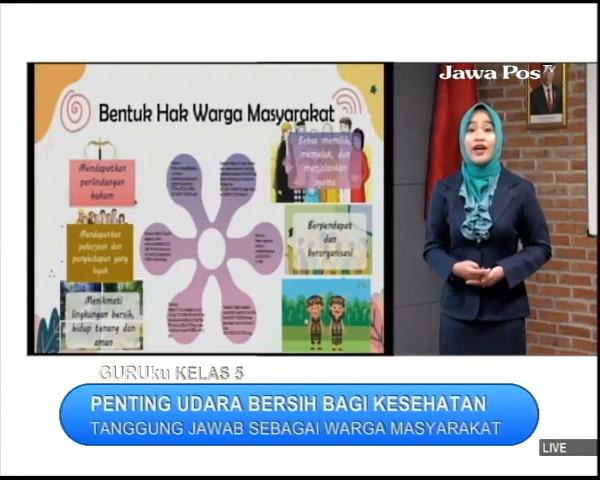 Jawa Pos TV
Bentuk Hak Warga Masyarakat
Mendapatkan
perlindungan
hukum
Bebas memilih,
memeluk, dan
menjalankan
agama
Mendapatkan
pekerjaan dan
penghidupan yang
layak
Berpendapat
dan
berorganisasi
Menikmati
lingkungan bersih,
hidup tenang dan
aman
GURUku KELAS 5
PENTING UDARA BERSIH BAGI KESEHATAN
TANGGUNG JAWAB SEBAGAI WARGA MASYARAKAT
LIVE